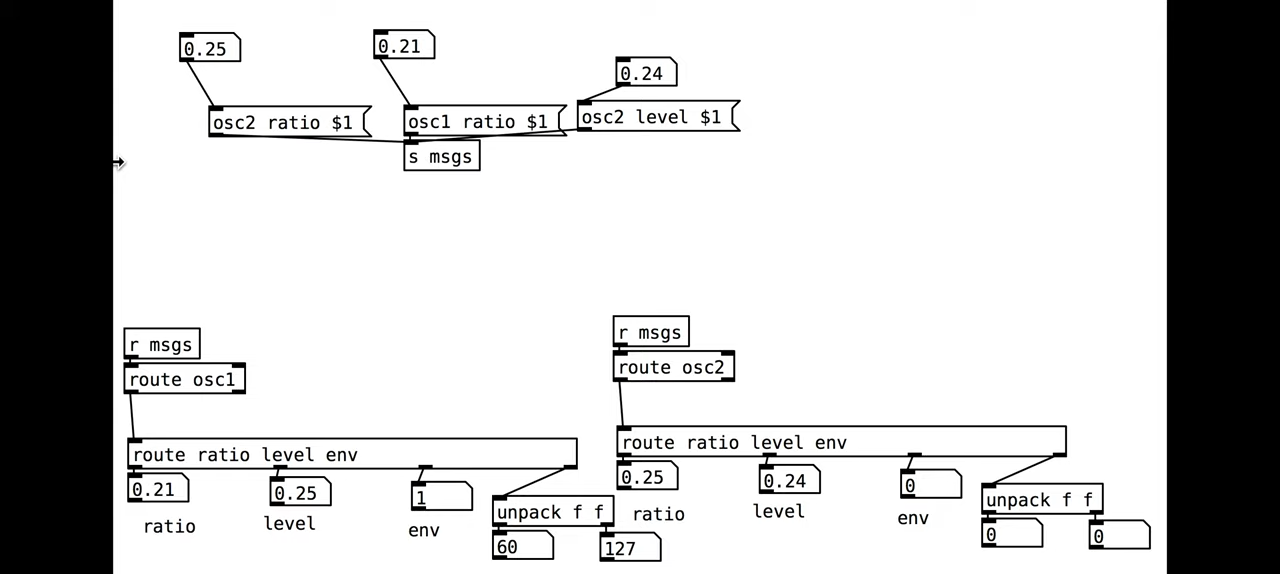 0.25
0.21
0.24
osc2 ratio $1
osc1 ratio $1
osc2 level $1
s msgs
r msgs
route osc1
route ratio level env
0.21
0.25
1
ratio
level
env
unpack f f
60
127
r msgs
route osc2
route ratio level env
0.25
0.24
0
ratio
level
env
unpack f f
0
0